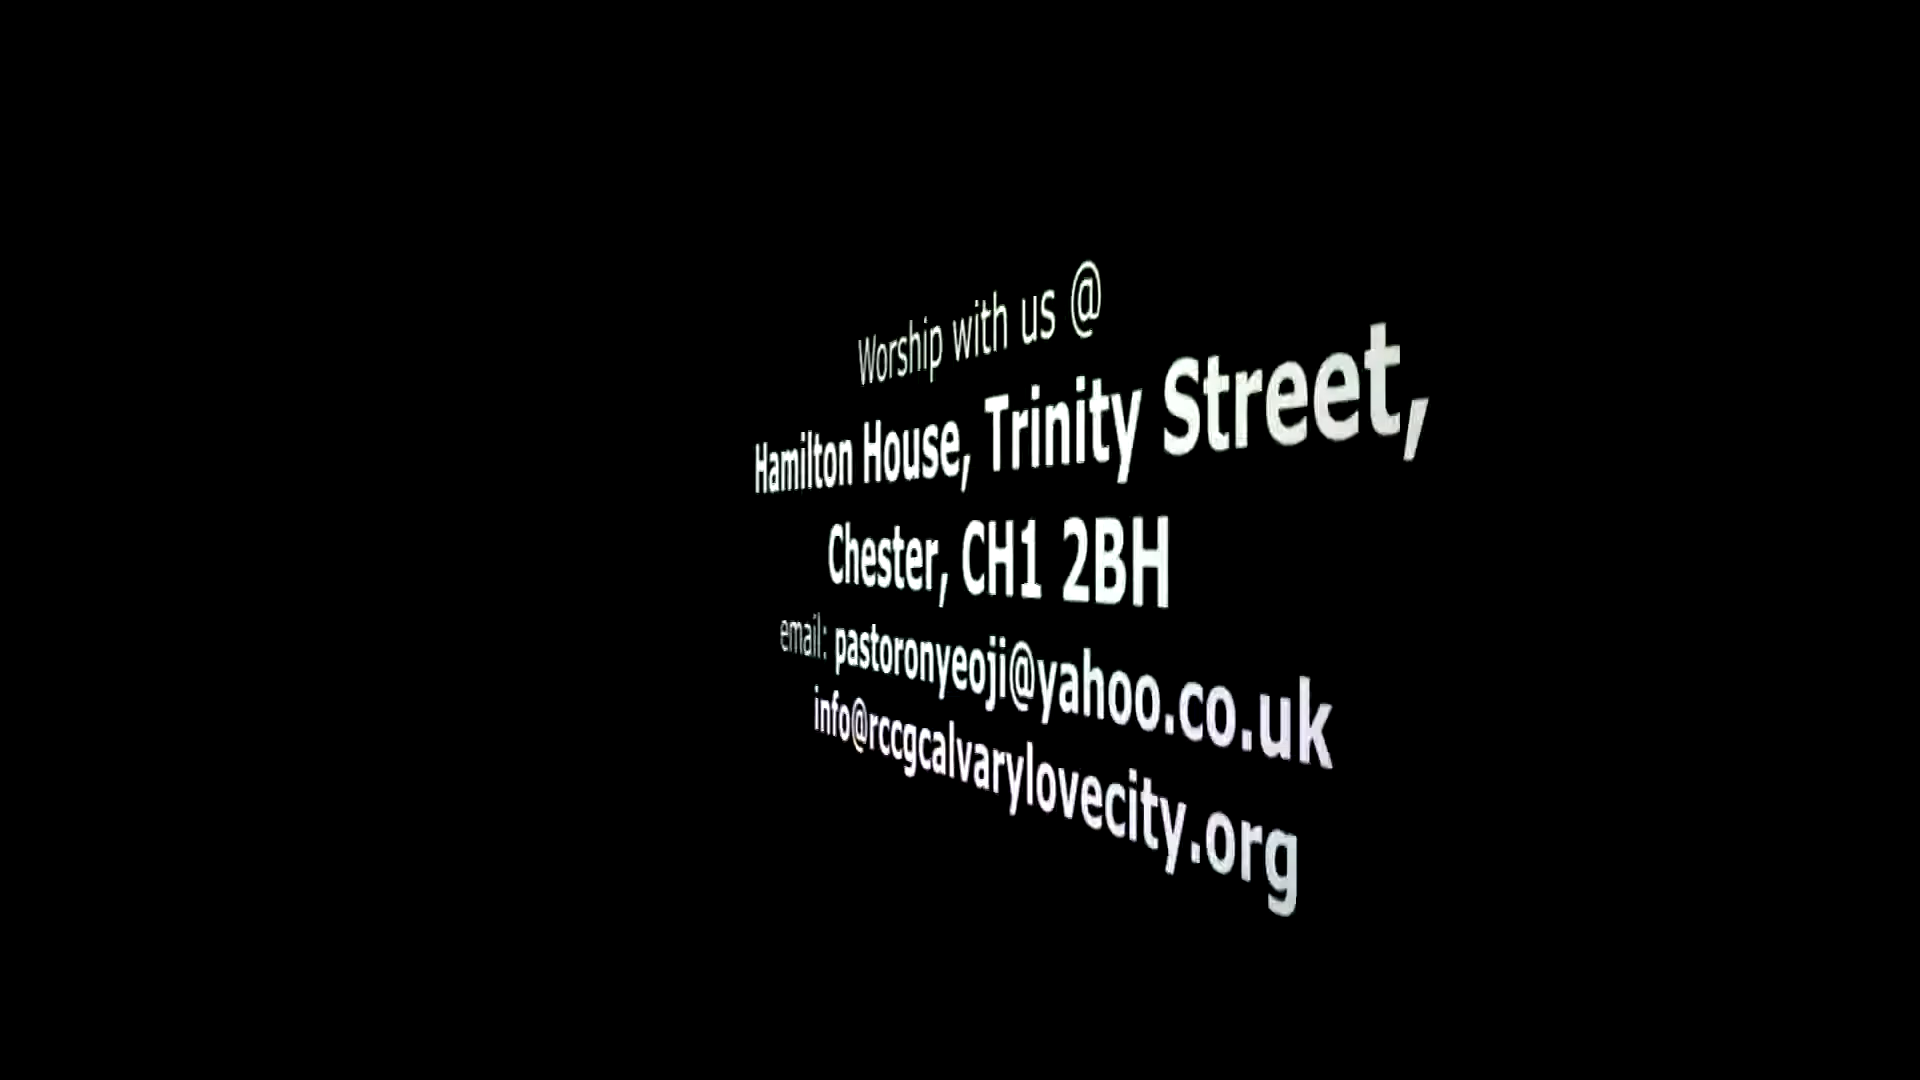 Worship with us @
Hamilton House, Trinity Street,
Chester, CH1 2BH
email: pastoronyeoji@yahoo.co.uk
info@rccgcalvarylovecity.org